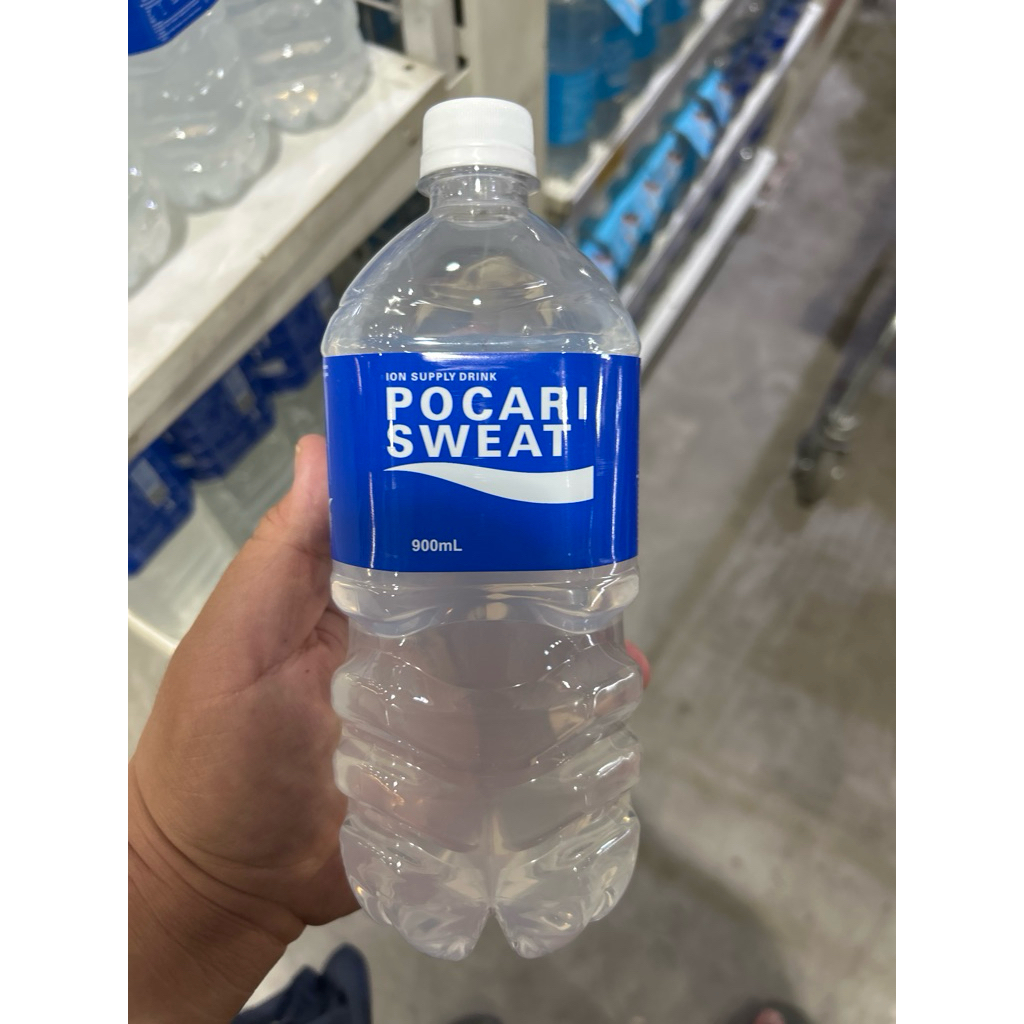 ION SUPPLY DRINK
POCARI
SWEAT
900mL